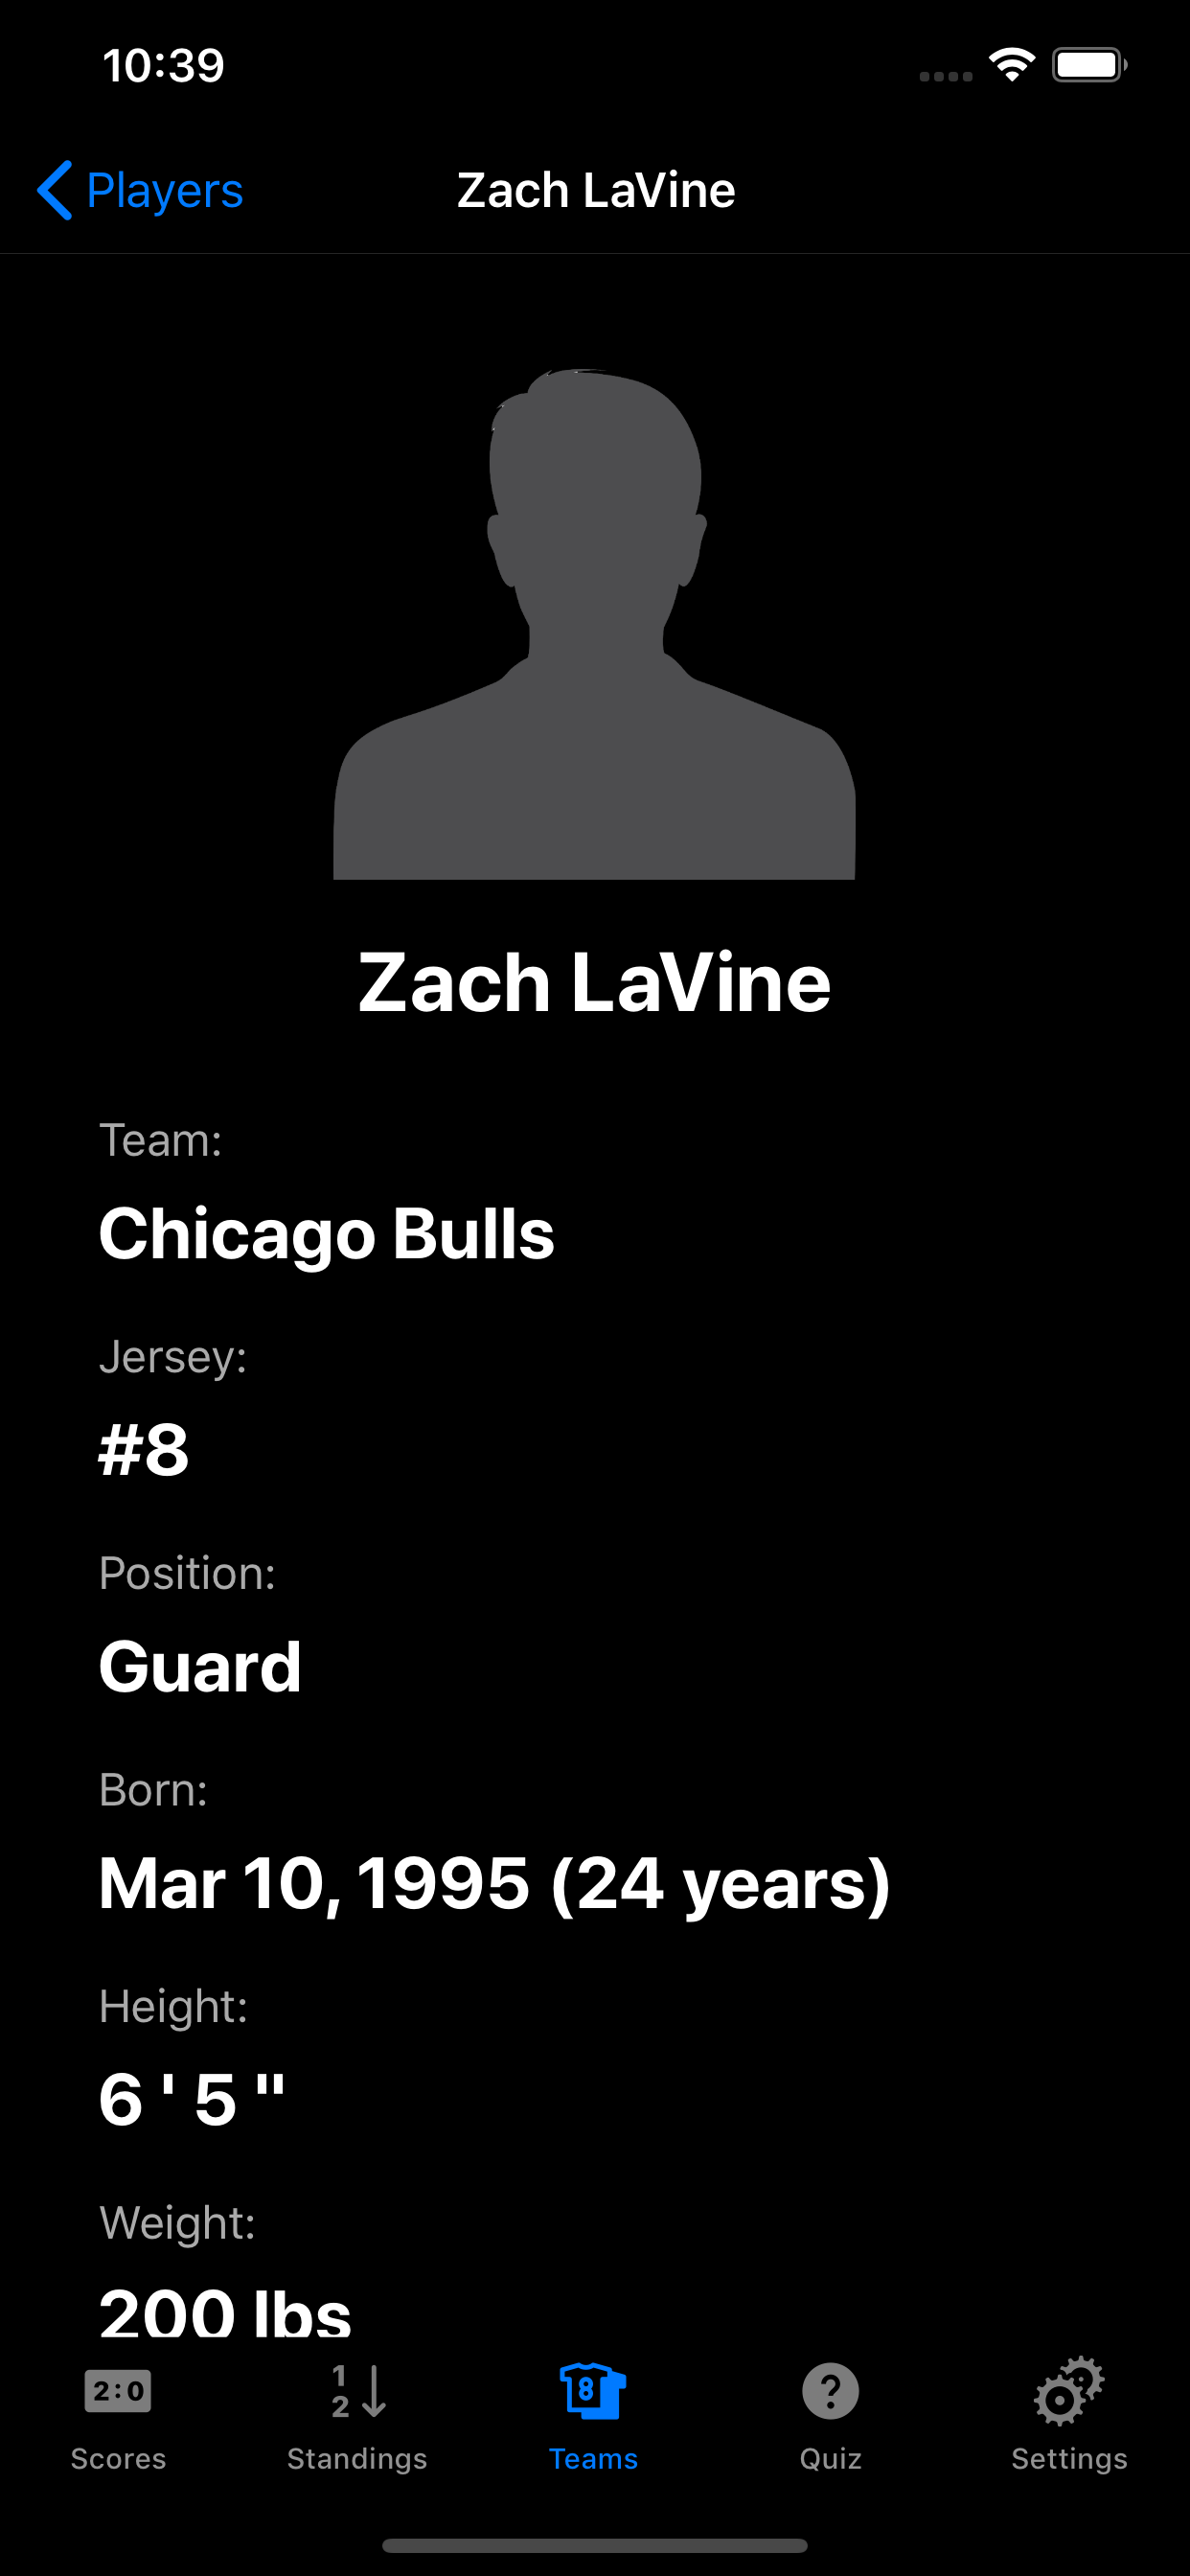 10:39
Players
Zach LaVine
Zach LaVine
Team:
Chicago Bulls
Jersey:
#8
Position:
Guard
Born:
Mar 10, 1995 (24 years)
Height:
6 ' 5 "
Weight:
200 lbs
2:0
1
2
8
?
Scores
Standings
Teams
Quiz
Settings